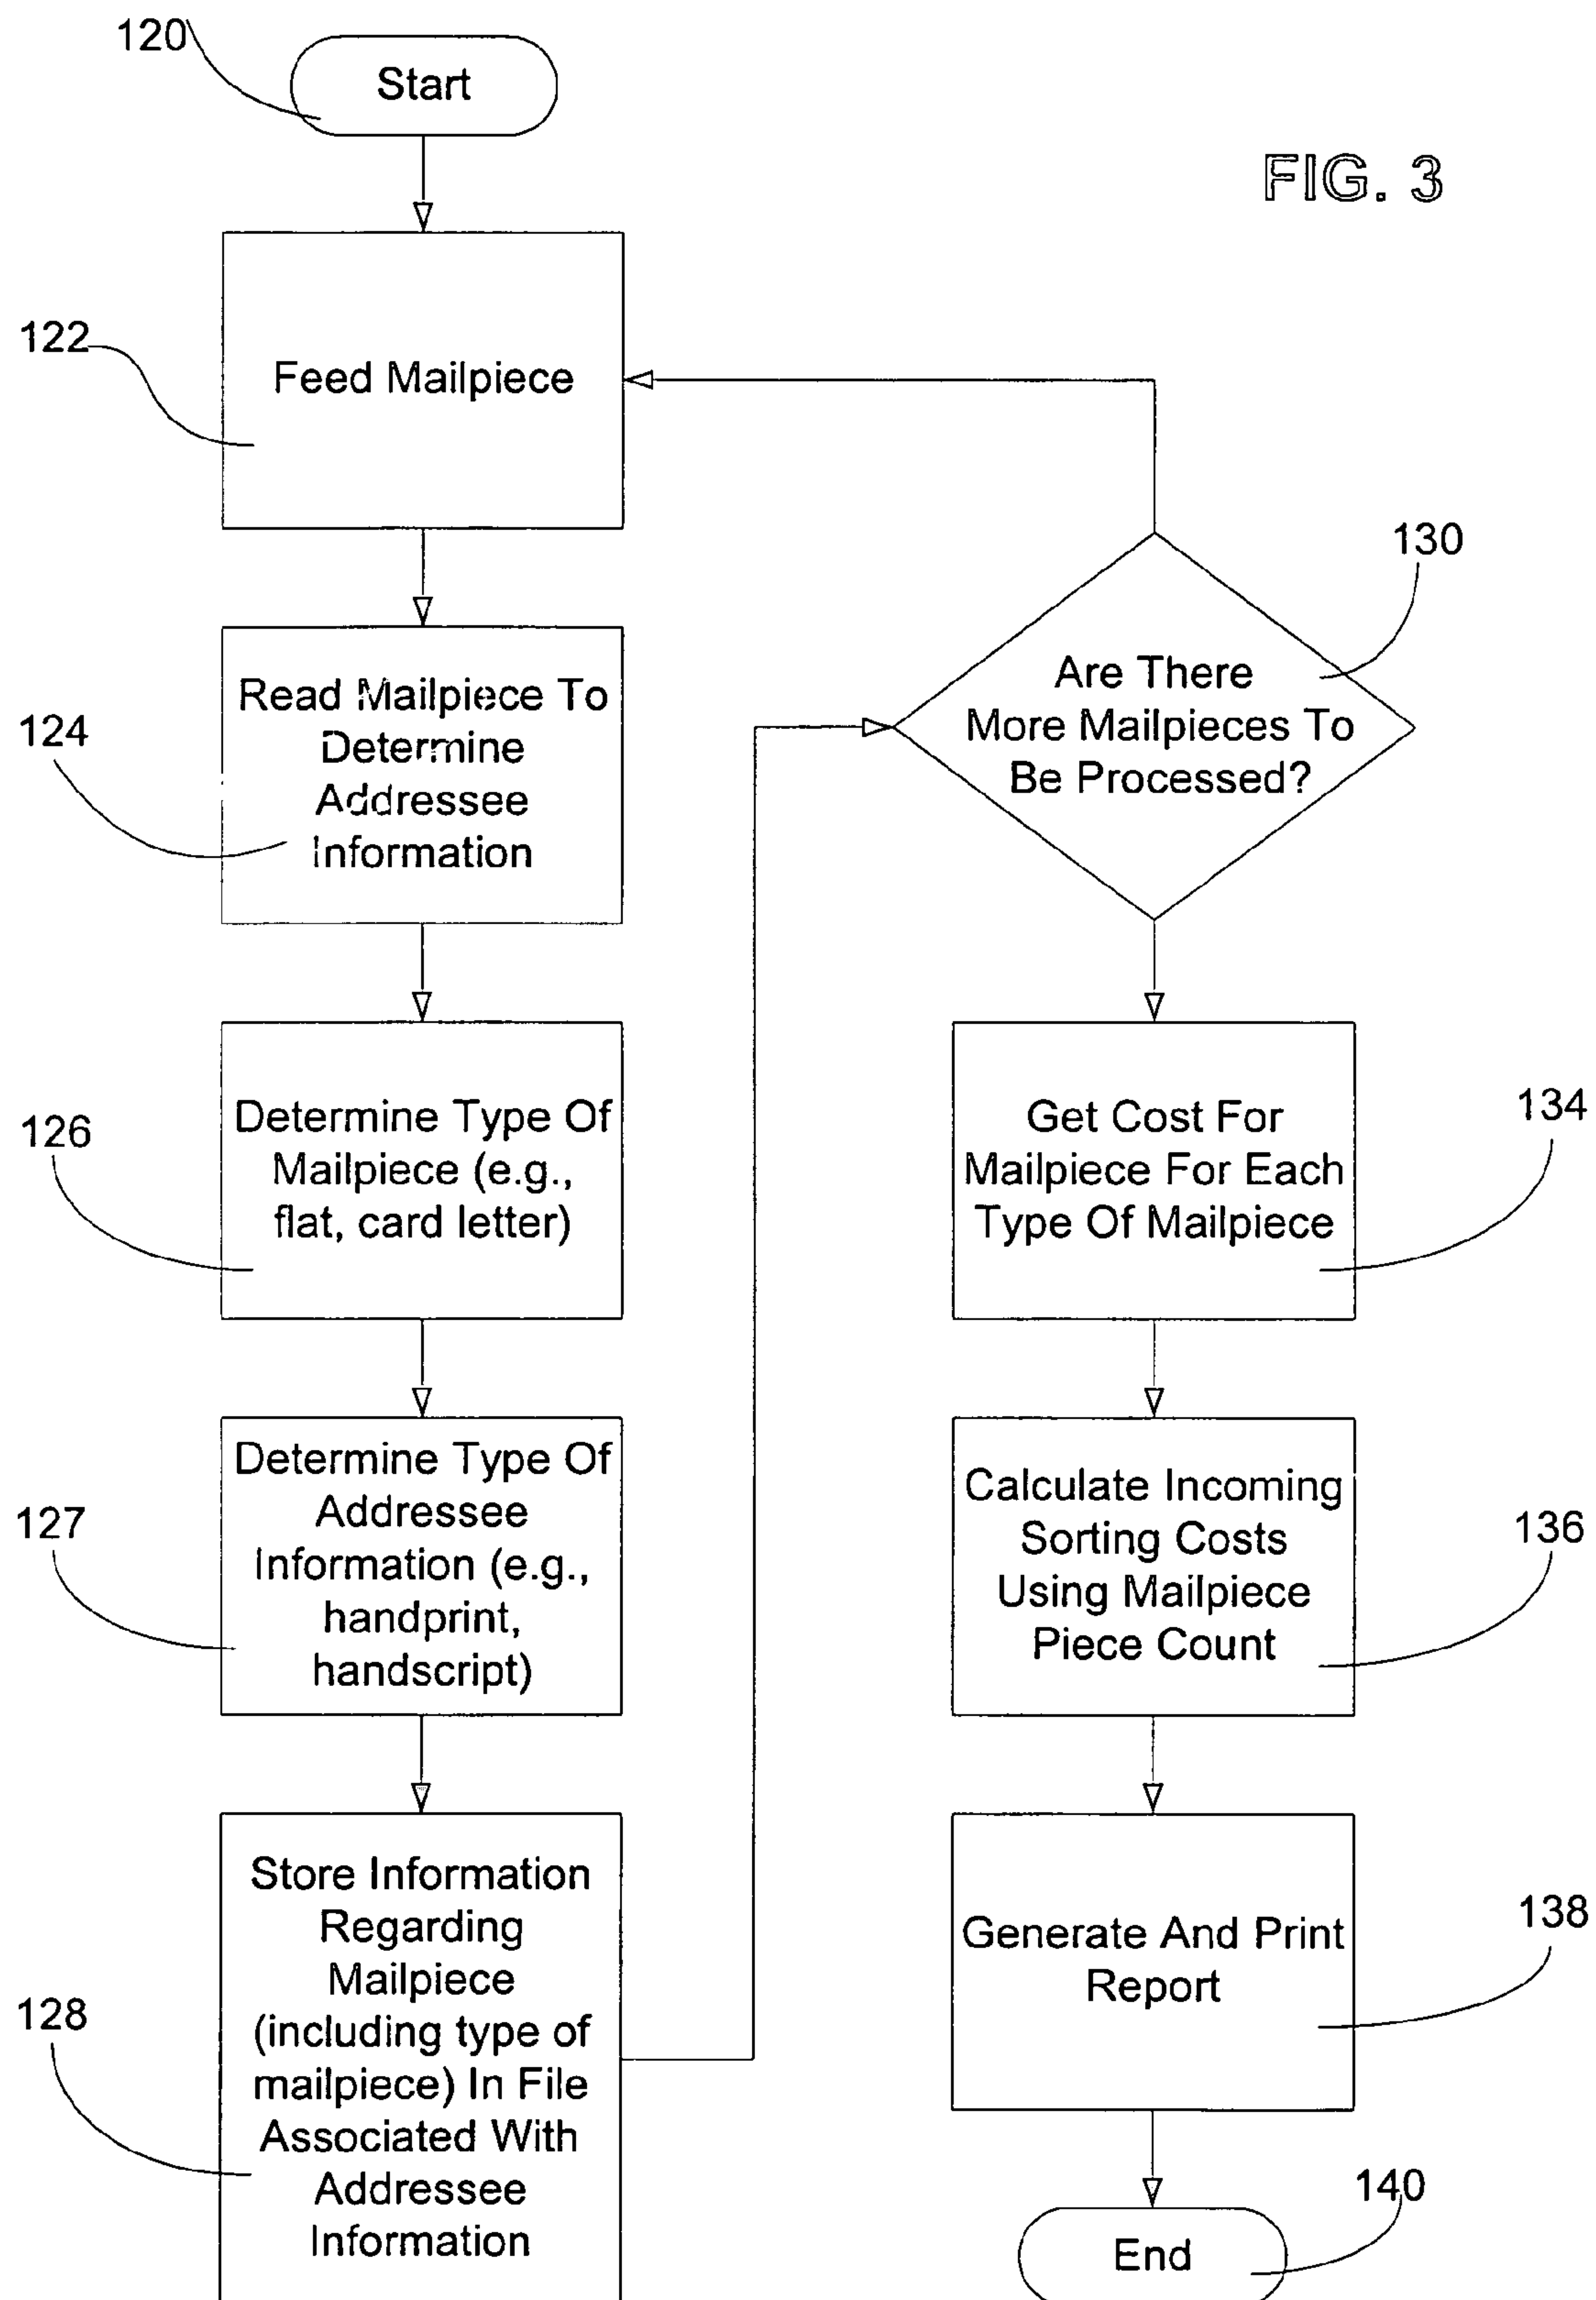 120
Start
FIG. 3
122
Feed Mailpiece
124
Read Mailpiece To
Determine
Addressee
Information
126
Determine Type Of
Mailpiece (e.g.,
flat, card letter)
127
Determine Type Of
Addressee
Information (e.g.,
handprint,
handscript)
128
Store Information
Regarding
Mailpiece
(including type of
mailpiece) In File
Associated With
Addressee
Information
130
Are There
More Mailpieces To
Be Processed?
134
Get Cost For
Mailpiece For Each
Type Of Mailpiece
136
Calculate Incoming
Sorting Costs
Using Mailpiece
Piece Count
138
Generate And Print
Report
140
End